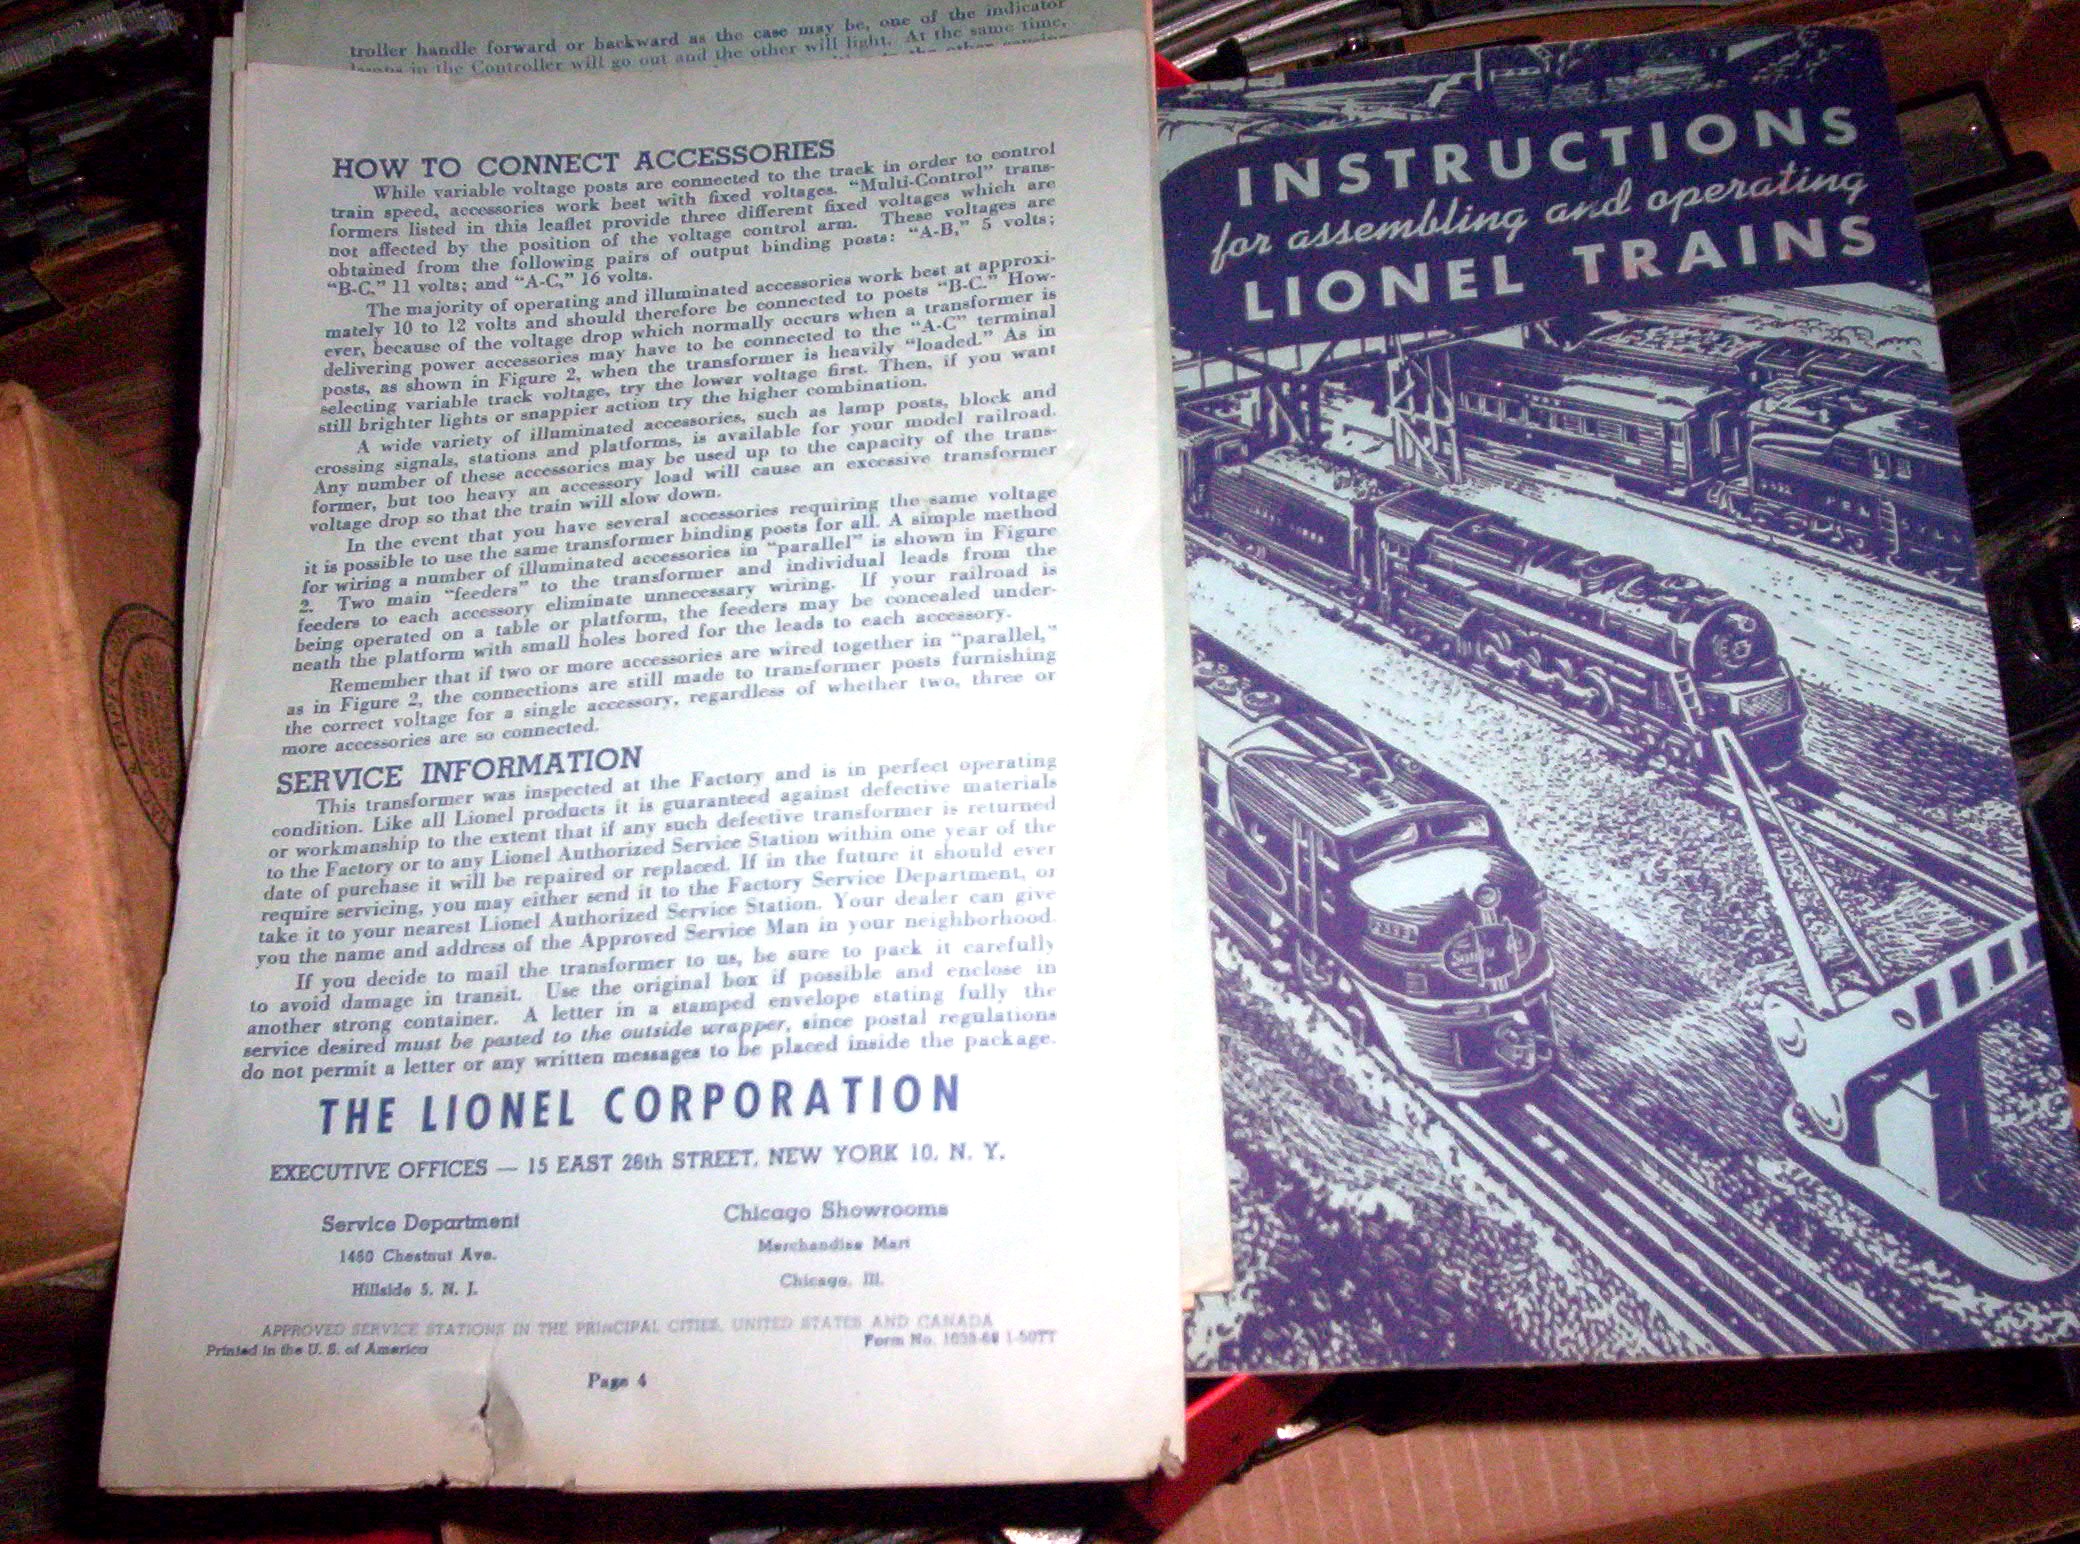 troller handle forward or backward as the case may be, one of the indicator
lamps in the Controller will go out and the other will light. At the same time,
HOW TO CONNECT ACCESSORIES
While variable voltage posts are connected to the track in order to control
train speed, accessories work best with fixed voltages. “Multi-Control” trans-
formers listed in this leaflet provide three different fixed voltages which are
not affected by the position of the voltage control arm. These voltages are
obtained from the following pairs of output binding posts: “A-B,” 5 volts;
“B-C,” 11 volts; and “A-C,” 16 volts.
The majority of operating and illuminated accessories work best at approxi-
mately 10 to 12 volts and should therefore be connected to posts “B-C.” How-
ever, because of the voltage drop which normally occurs when a transformer is
delivering power accessories may have to be connected to the “A-C” terminal
posts, as shown in Figure 2, when the transformer is heavily “loaded.” As in
selecting variable track voltage, try the lower voltage first. Then, if you want
still brighter lights or snappier action try the higher combination.
A wide variety of illuminated accessories, such as lamp posts, block and
crossing signals, stations and platforms, is available for your model railroad.
Any number of these accessories may be used up to the capacity of the trans-
former, but too heavy an accessory load will cause an excessive transformer
voltage drop so that the train will slow down.
In the event that you have several accessories requiring the same voltage
it is possible to use the same transformer binding posts for all. A simple method
for wiring a number of illuminated accessories in “parallel” is shown in Figure
2. Two main “feeders” to the transformer and individual leads from the
feeders to each accessory eliminate unnecessary wiring. If your railroad is
being operated on a table or platform, the feeders may be concealed under-
neath the platform with small holes bored for the leads to each accessory.
Remember that if two or more accessories are wired together in “parallel,”
as in Figure 2, the connections are still made to transformer posts furnishing
the correct voltage for a single accessory, regardless of whether two, three or
more accessories are so connected.
SERVICE INFORMATION
This transformer was inspected at the Factory and is in perfect operating
condition. Like all Lionel products it is guaranteed against defective materials
or workmanship to the extent that if any such defective transformer is returned
to the Factory or to any Lionel Authorized Service Station within one year of the
date of purchase it will be repaired or replaced. If in the future it should ever
require servicing, you may either send it to the Factory Service Department, or
take it to your nearest Lionel Authorized Service Station. Your dealer can give
you the name and address of the Approved Service Man in your neighborhood.
If you decide to mail the transformer to us, be sure to pack it carefully
to avoid damage in transit. Use the original box if possible and enclose in
another strong container. A letter in a stamped envelope stating fully the
service desired must be pasted to the outside wrapper, since postal regulations
do not permit a letter or any written messages to be placed inside the package.
THE LIONEL CORPORATION
EXECUTIVE OFFICES — 15 EAST 26th STREET, NEW YORK 10, N. Y.
Service Department
1460 Chestnut Ave.
Hillside 5, N. J.
Chicago Showrooms
Merchandise Mart
Chicago, Ill.
APPROVED SERVICE STATIONS IN THE PRINCIPAL CITIES, UNITED STATES AND CANADA
Printed in the U. S. of America
Form No.
Page 4
INSTRUCTIONS
for assembling and operating
LIONEL TRAINS